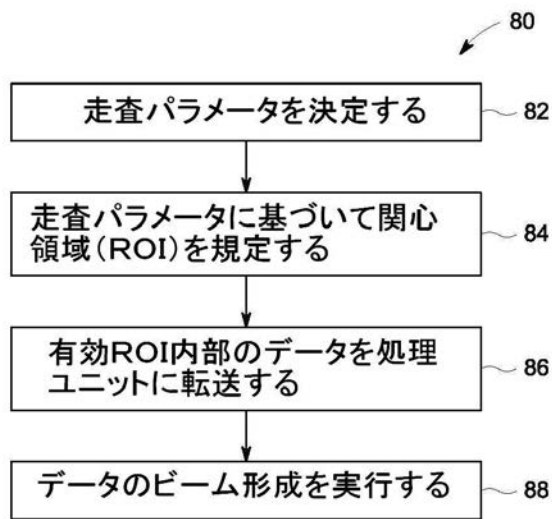 80
走査パラメータを決定する
82
走査パラメータに基づいて関心
領域(ROI)を規定する
84
有効ROI内部のデータを処理
ユニットに転送する
86
データのビーム形成を実行する
88